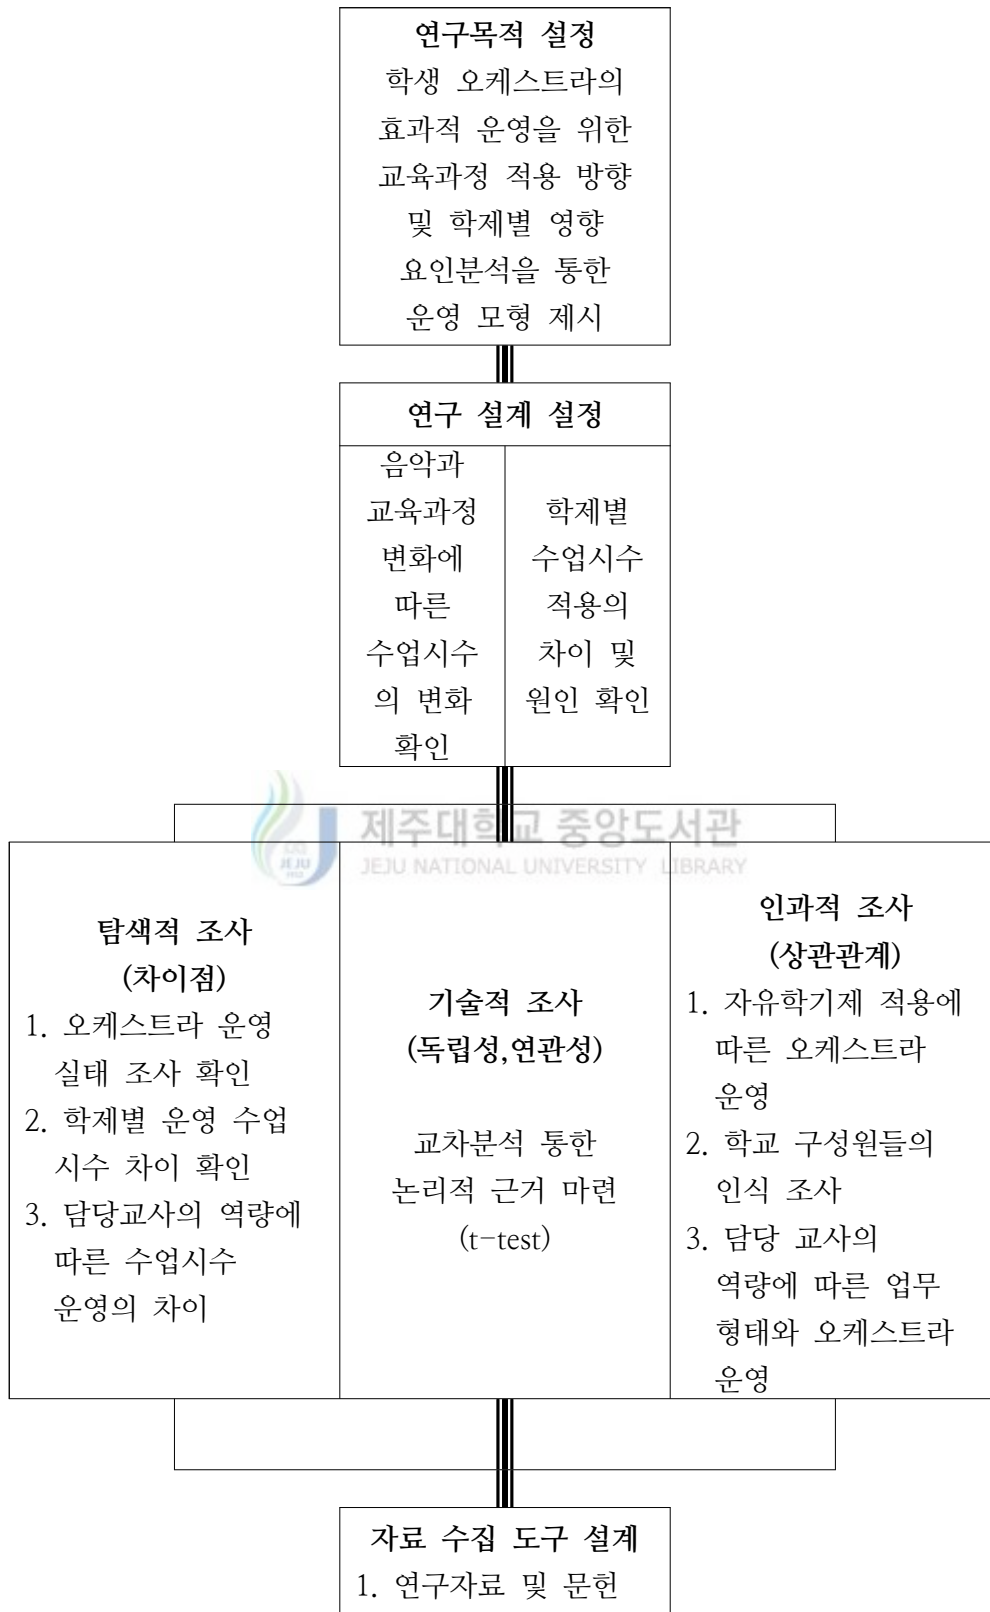 연구목적 설정
학생 오케스트라의
효과적 운영을 위한
교육과정 적용 방향
및 학제별 영향
요인분석을 통한
운영 모형 제시
연구 설계 설정
음악과
교육과정
변화에
따른
수업시수
의 변화
확인
학제별
수업시수
적용의
차이 및
원인 확인
제주대학교 중앙도서관
JEJU NATIONAL UNIVERSITY LIBRARY
JEJU
1952
탐색적 조사
(차이점)
1. 오케스트라 운영
실태 조사 확인
2. 학제별 운영 수업
시수 차이 확인
3. 담당교사의 역량에
따른 수업시수
운영의 차이
기술적 조사
(독립성,연관성)
교차분석 통한
논리적 근거 마련
(t-test)
인과적 조사
(상관관계)
1. 자유학기제 적용에
따른 오케스트라
운영
2. 학교 구성원들의
인식 조사
3. 담당 교사의
역량에 따른 업무
형태와 오케스트라
운영
자료 수집 도구 설계
1. 연구자료 및 문헌